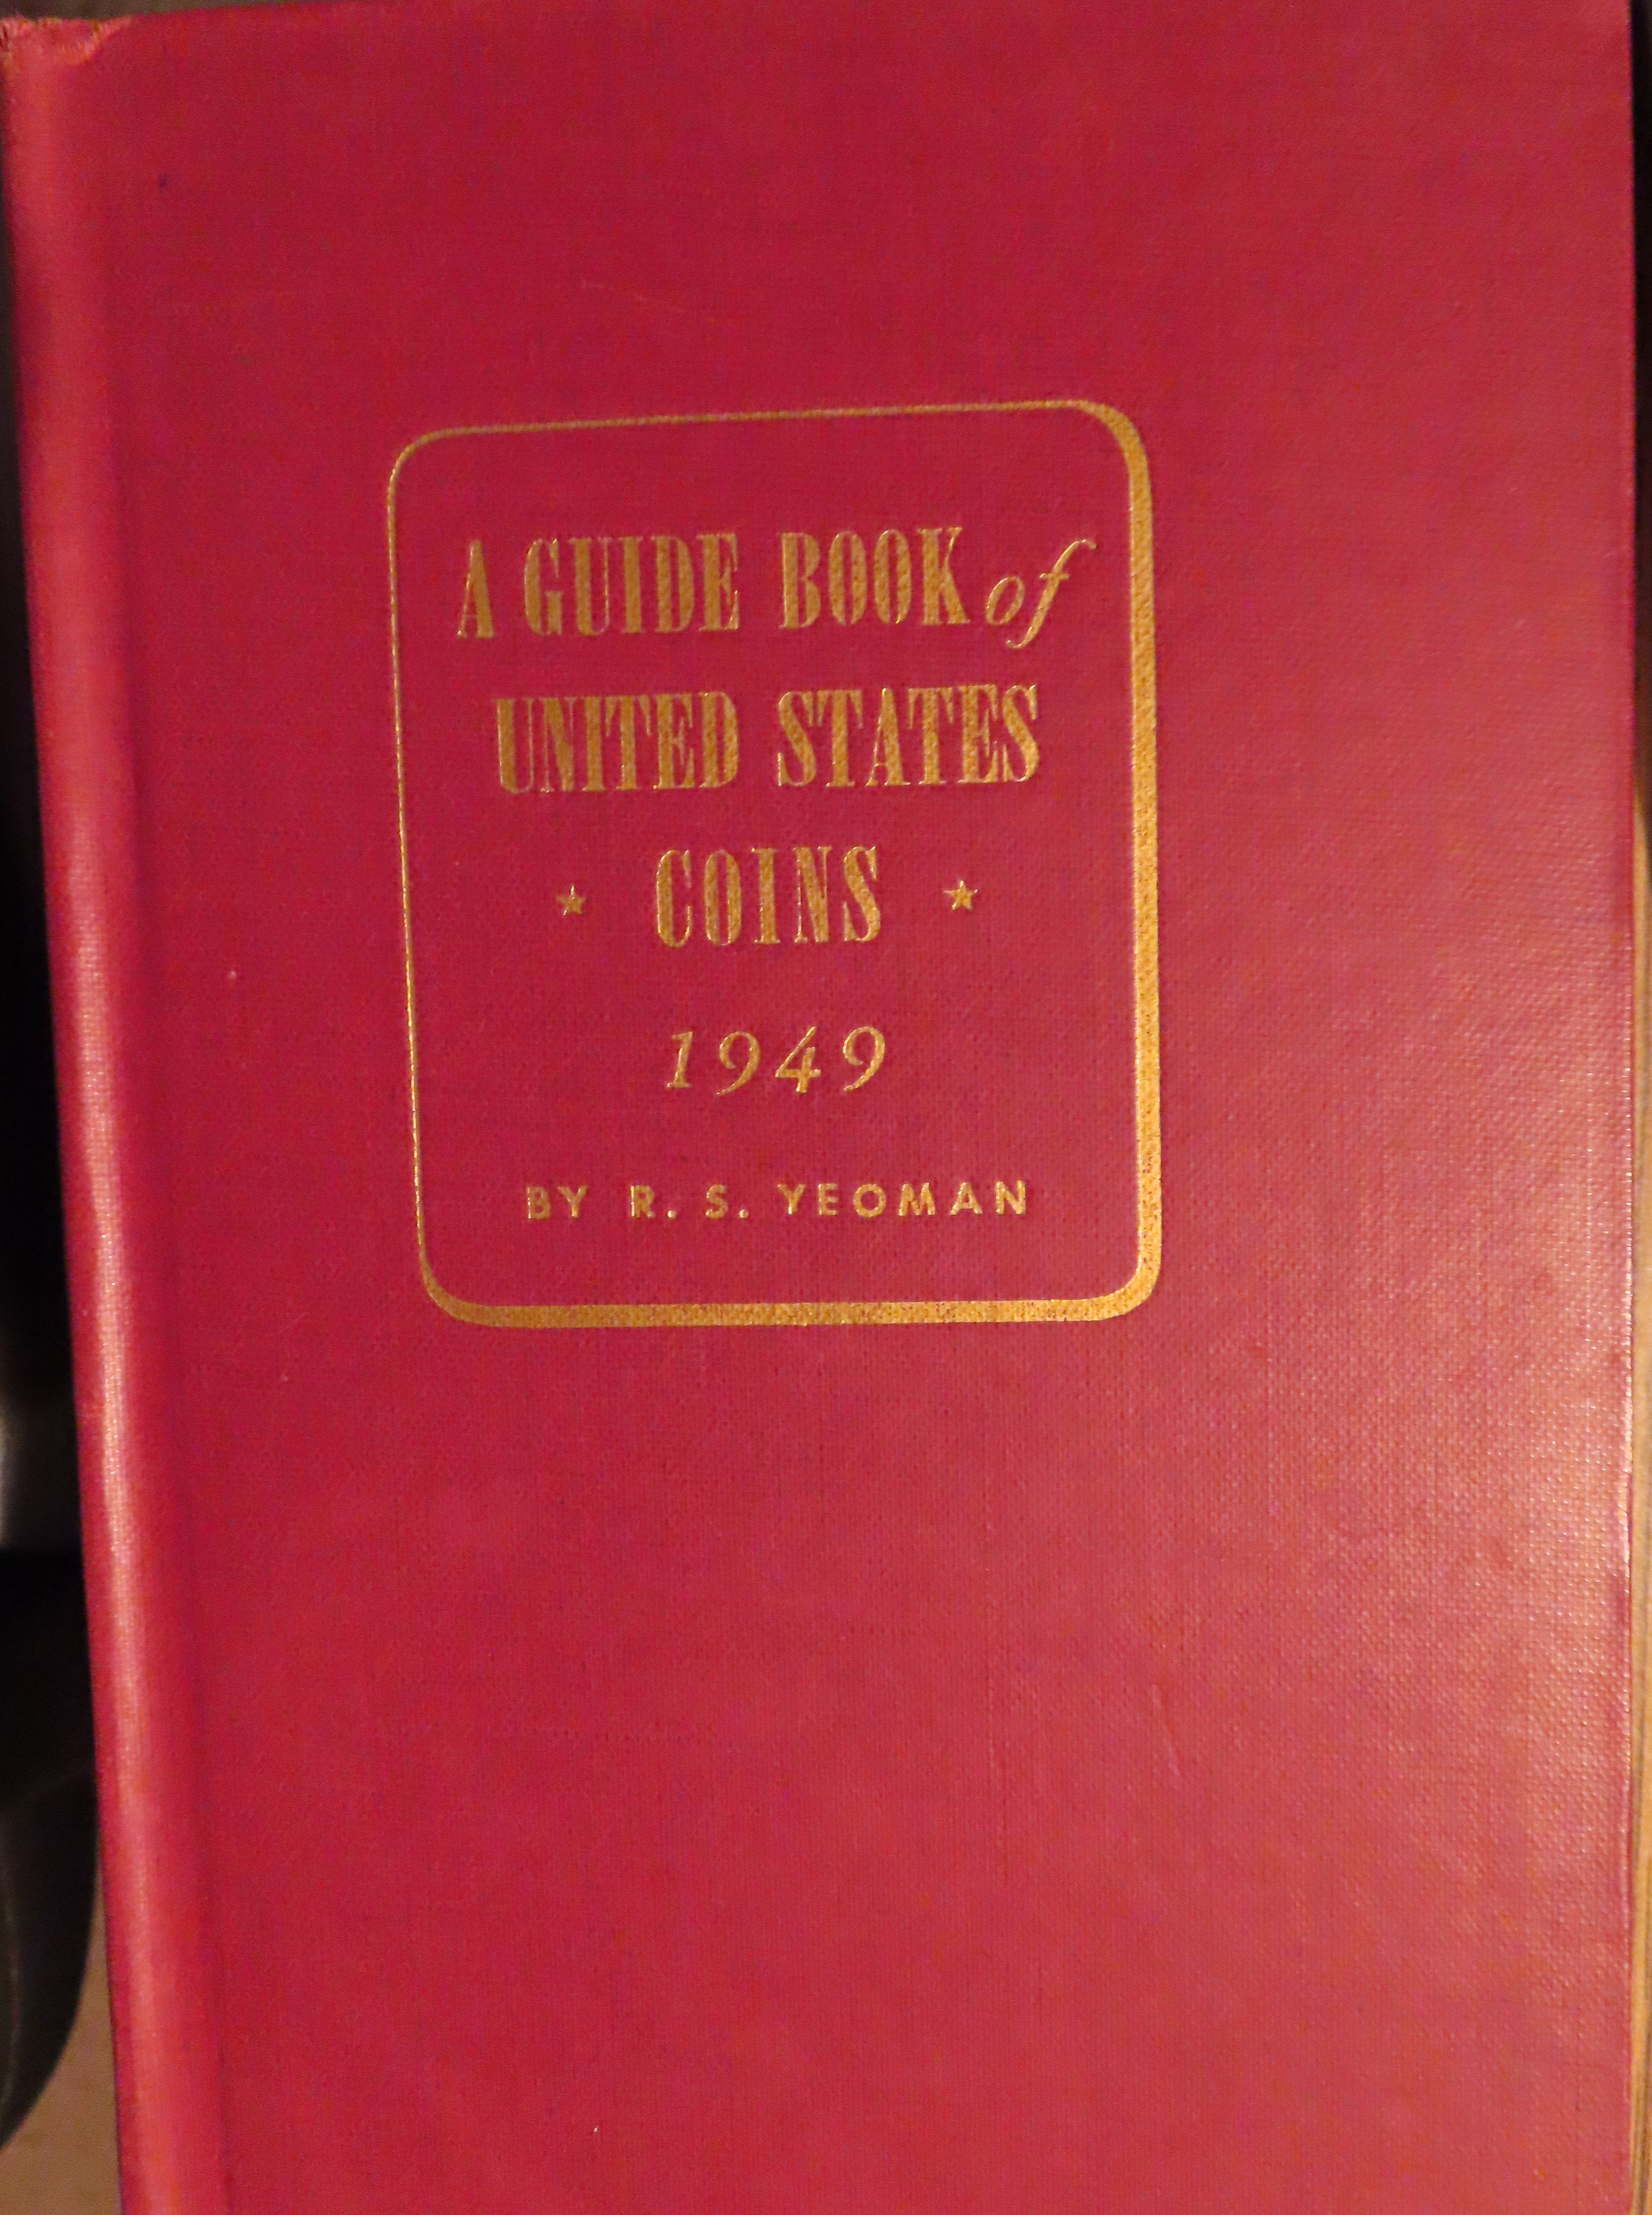 A GUIDE BOOK of
UNITED STATES
★ COINS ★
1949
BY R. S. YEOMAN